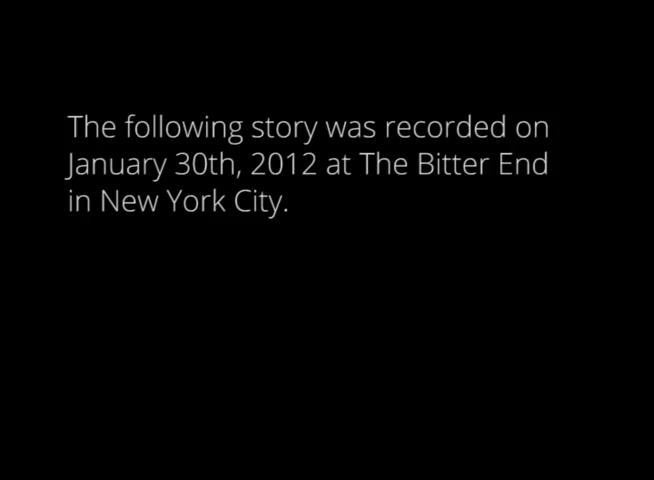 The following story was recorded on
January 30th, 2012 at The Bitter End
in New York City.